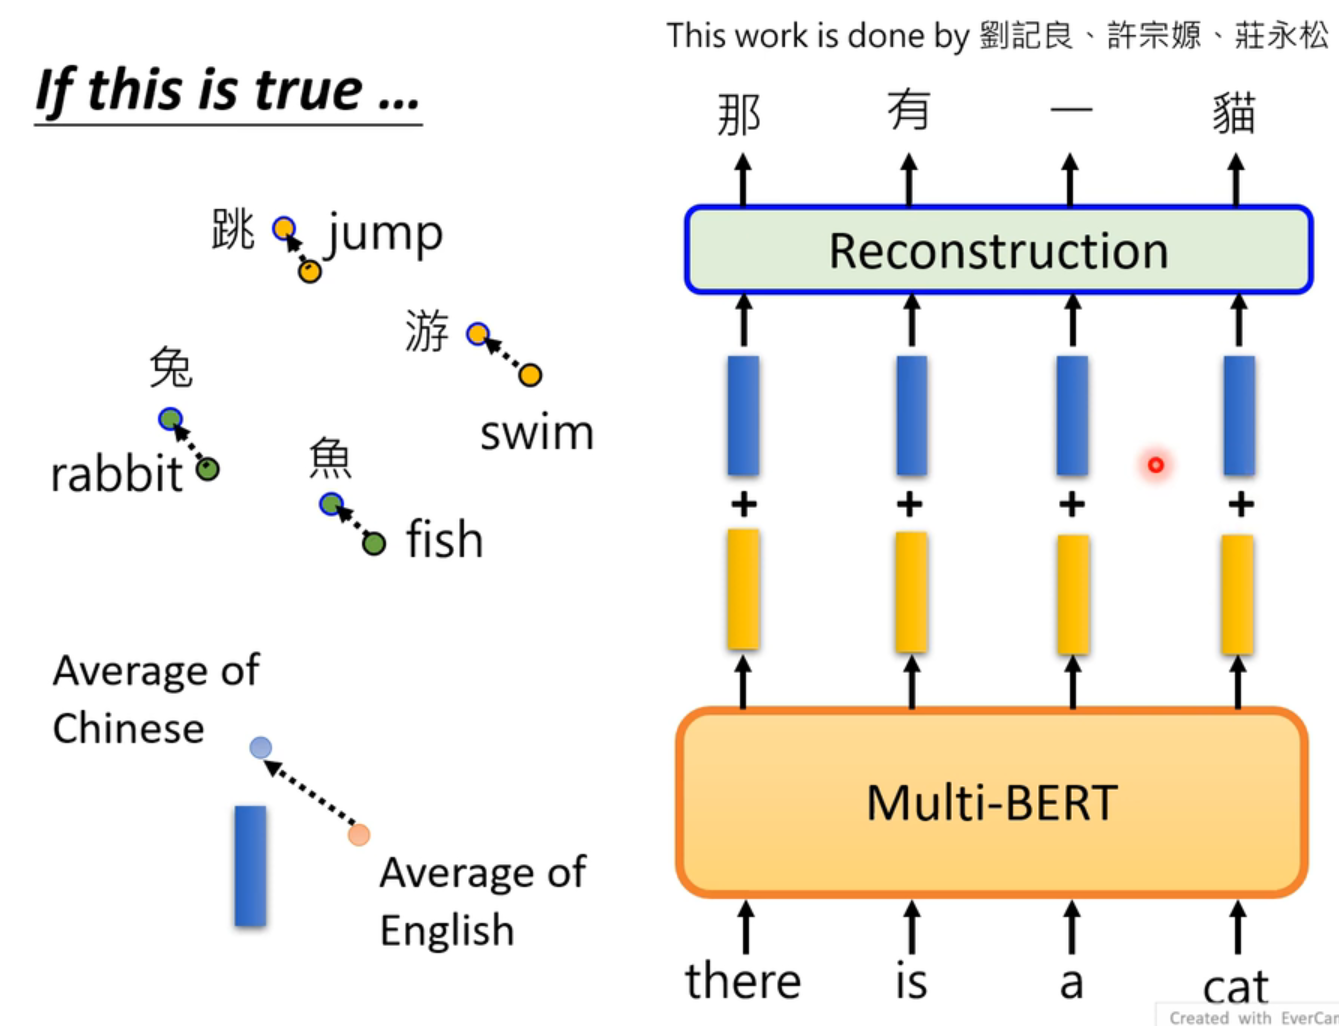 This work is done by 劉記良、許宗嫄、莊永松
If this is true ...
那 有 一 貓
Reconstruction
跳 jump
游
swim
兔
rabbit
魚
fish
+ + + +
Average of
Chinese
Average of
English
Multi-BERT
there is a cat
Created with EverCa